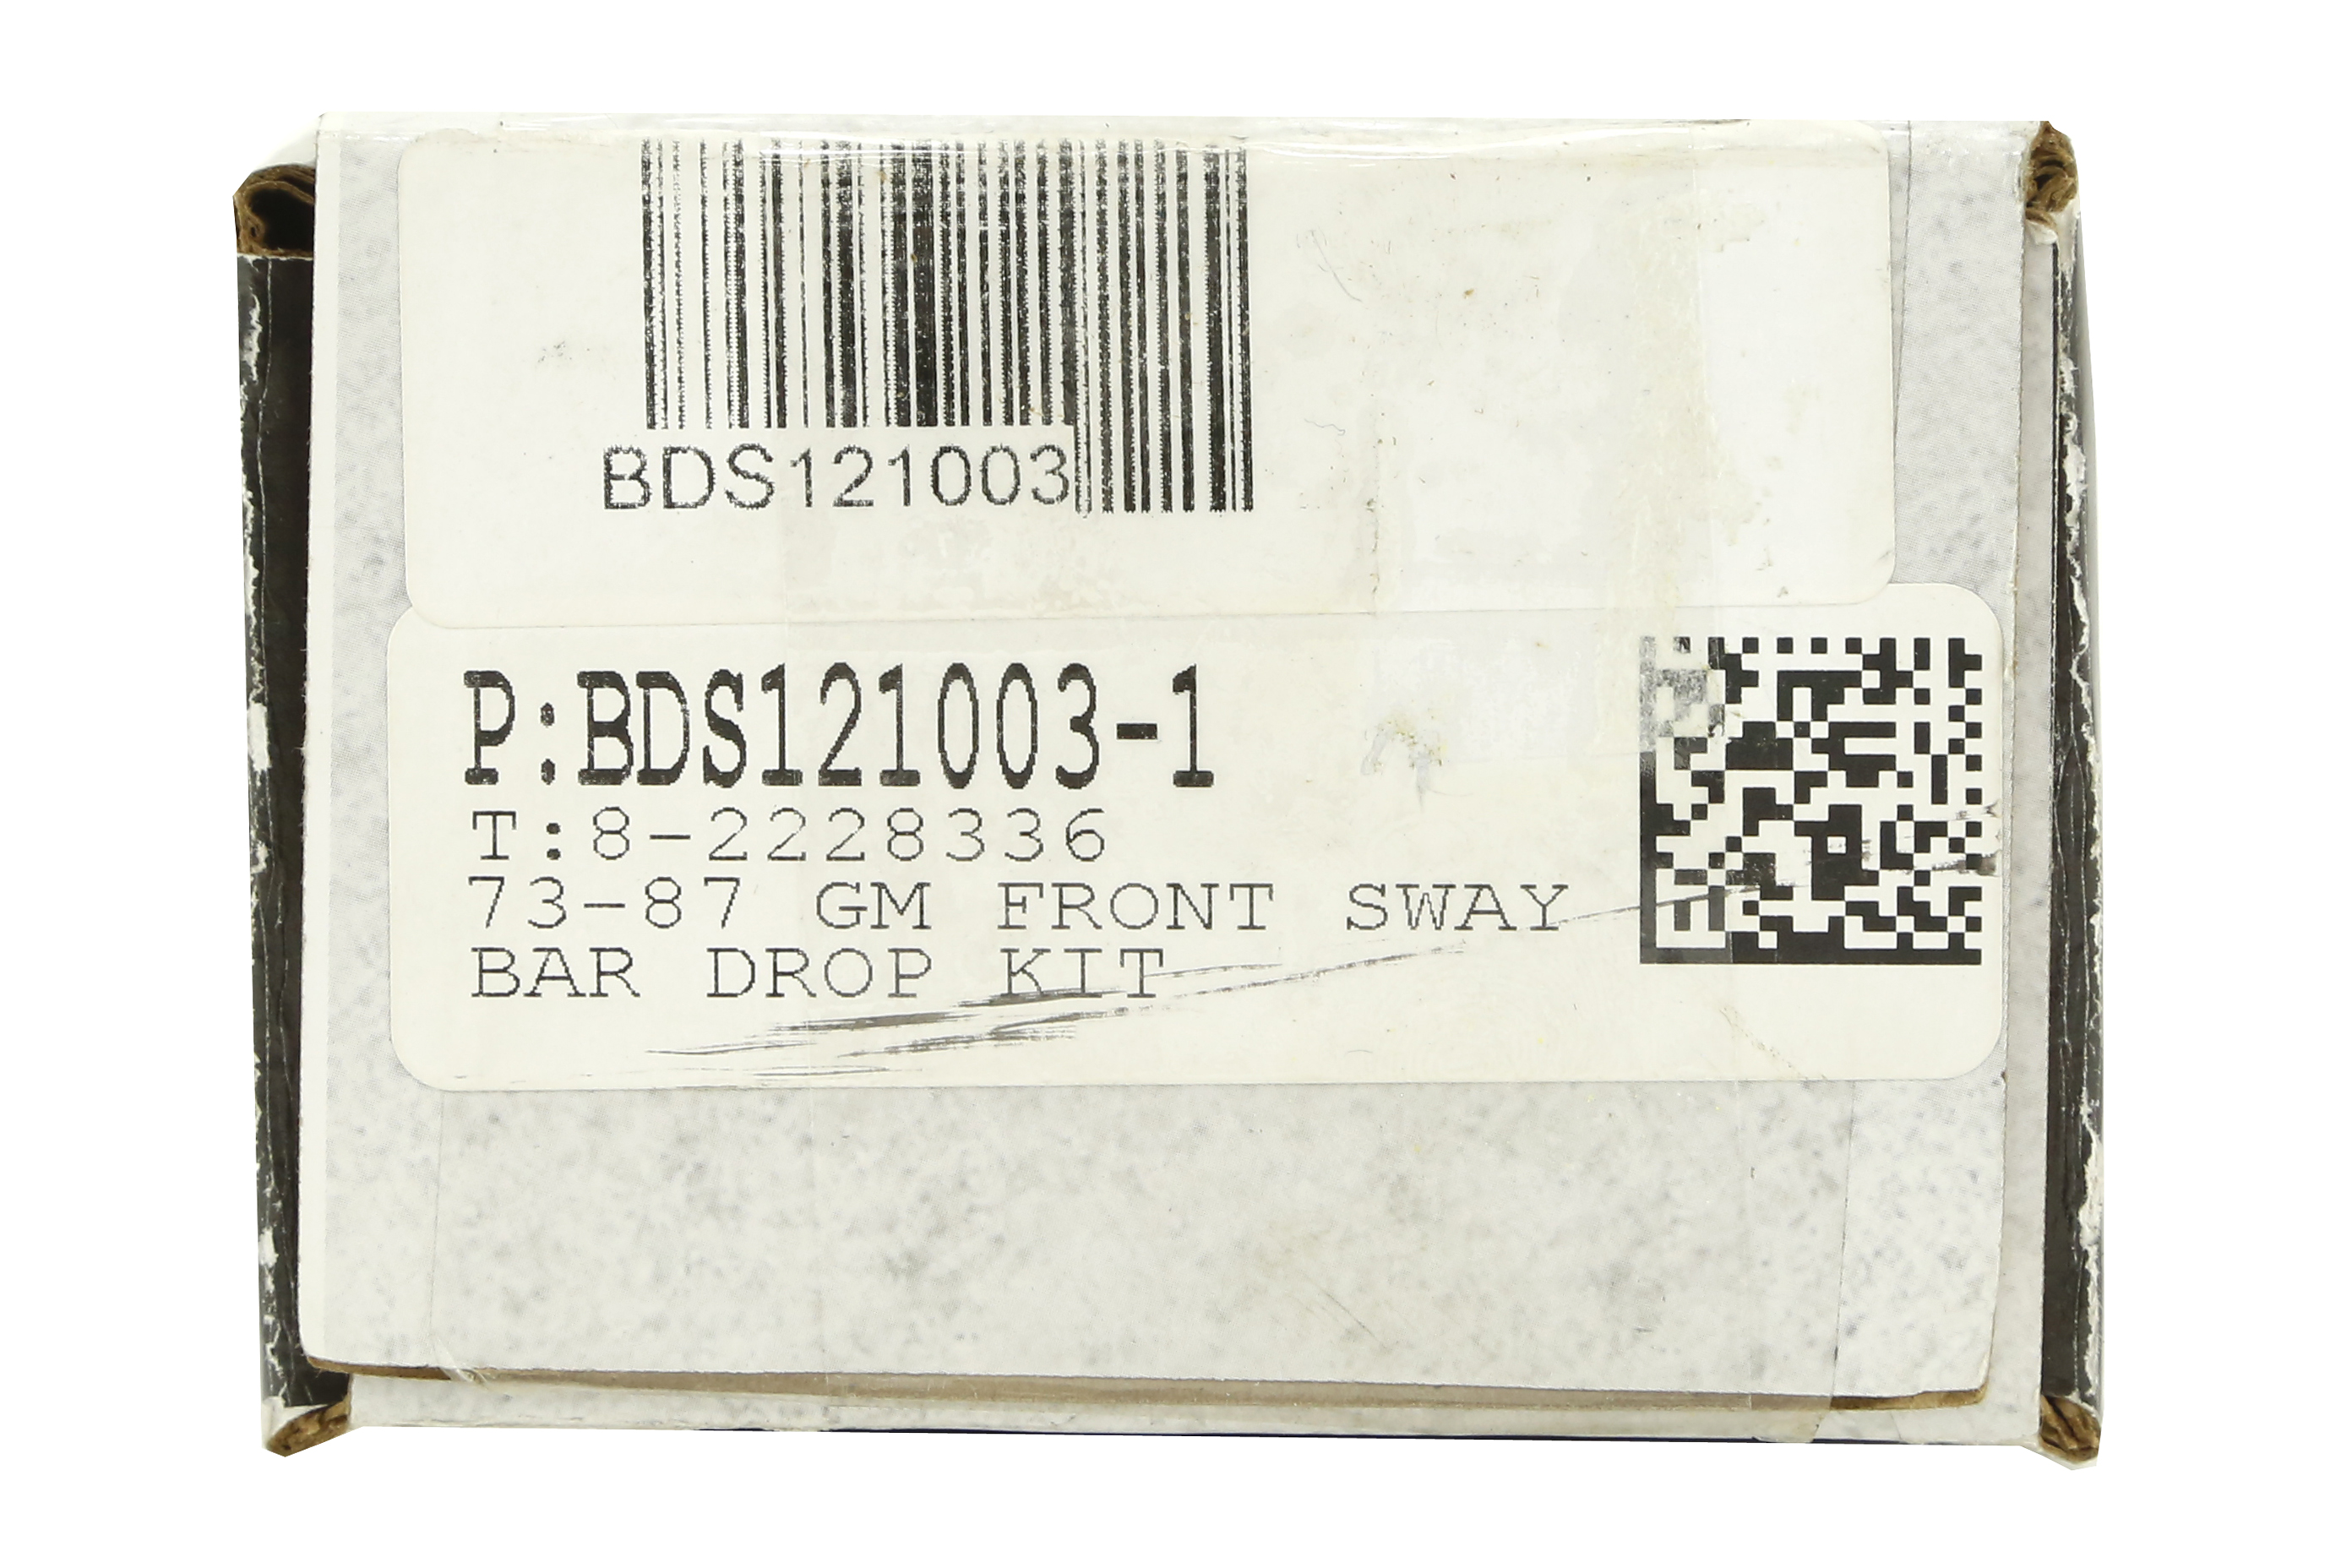 BDS121003
P:BDS121003-1
T:8-2228336
73-87 GM FRONT SWAY
BAR DROP KIT